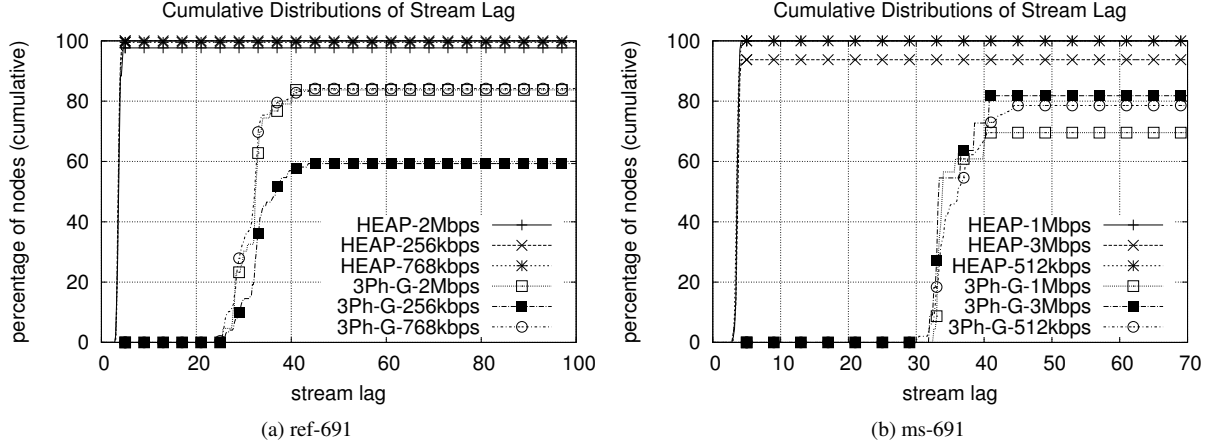 Cumulative Distributions of Stream Lag
percentage of nodes (cumulative)
100
80
60
40
20
0
HEAP-2Mbps
HEAP-256kbps
HEAP-768kbps
3Ph-G-2Mbps
3Ph-G-256kbps
3Ph-G-768kbps
0 20 40 60 80 100
stream lag
(a) ref-691
Cumulative Distributions of Stream Lag
percentage of nodes (cumulative)
100
80
60
40
20
0
HEAP-1Mbps
HEAP-3Mbps
HEAP-512kbps
3Ph-G-1Mbps
3Ph-G-3Mbps
3Ph-G-512kbps
0 10 20 30 40 50 60 70
stream lag
(b) ms-691